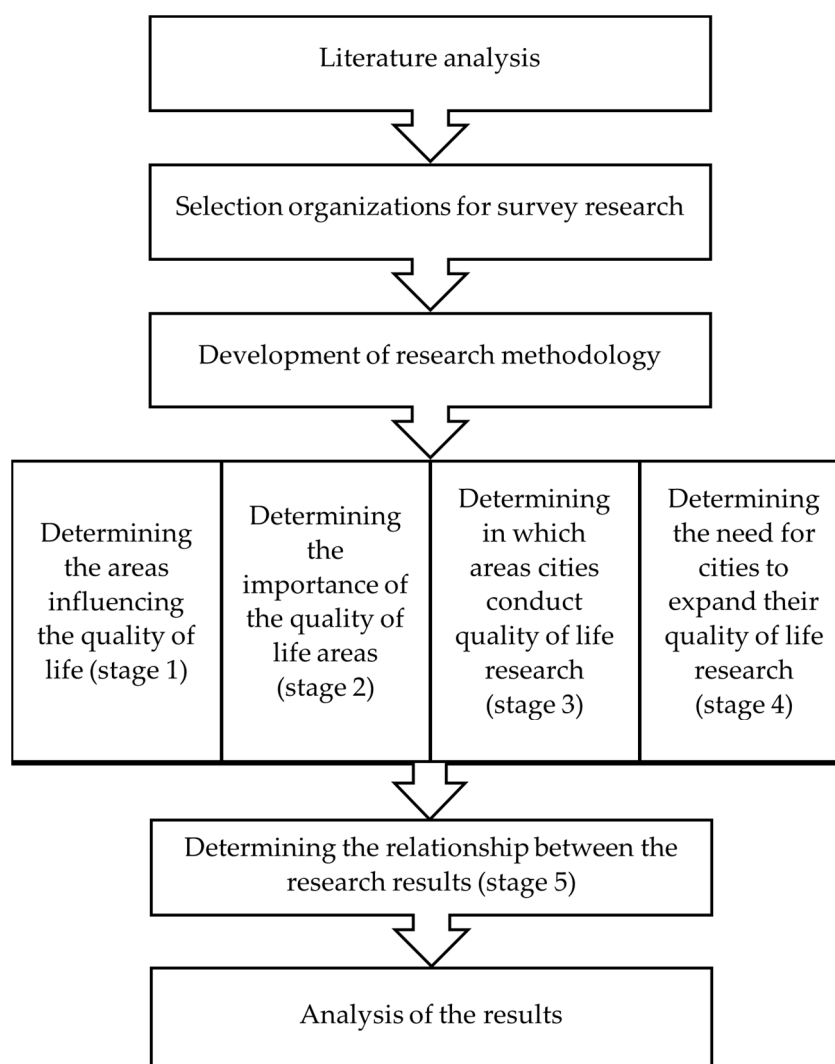 Literature analysis
Selection organizations for survey research
Development of research methodology
Determining
the areas
influencing
the quality of
life (stage 1)
Determining
the
importance of
the quality of
life areas
(stage 2)
Determining
in which
areas cities
conduct
quality of life
research
(stage 3)
Determining
the need for
cities to
expand their
quality of life
research
(stage 4)
Determining the relationship between the
research results (stage 5)
Analysis of the results